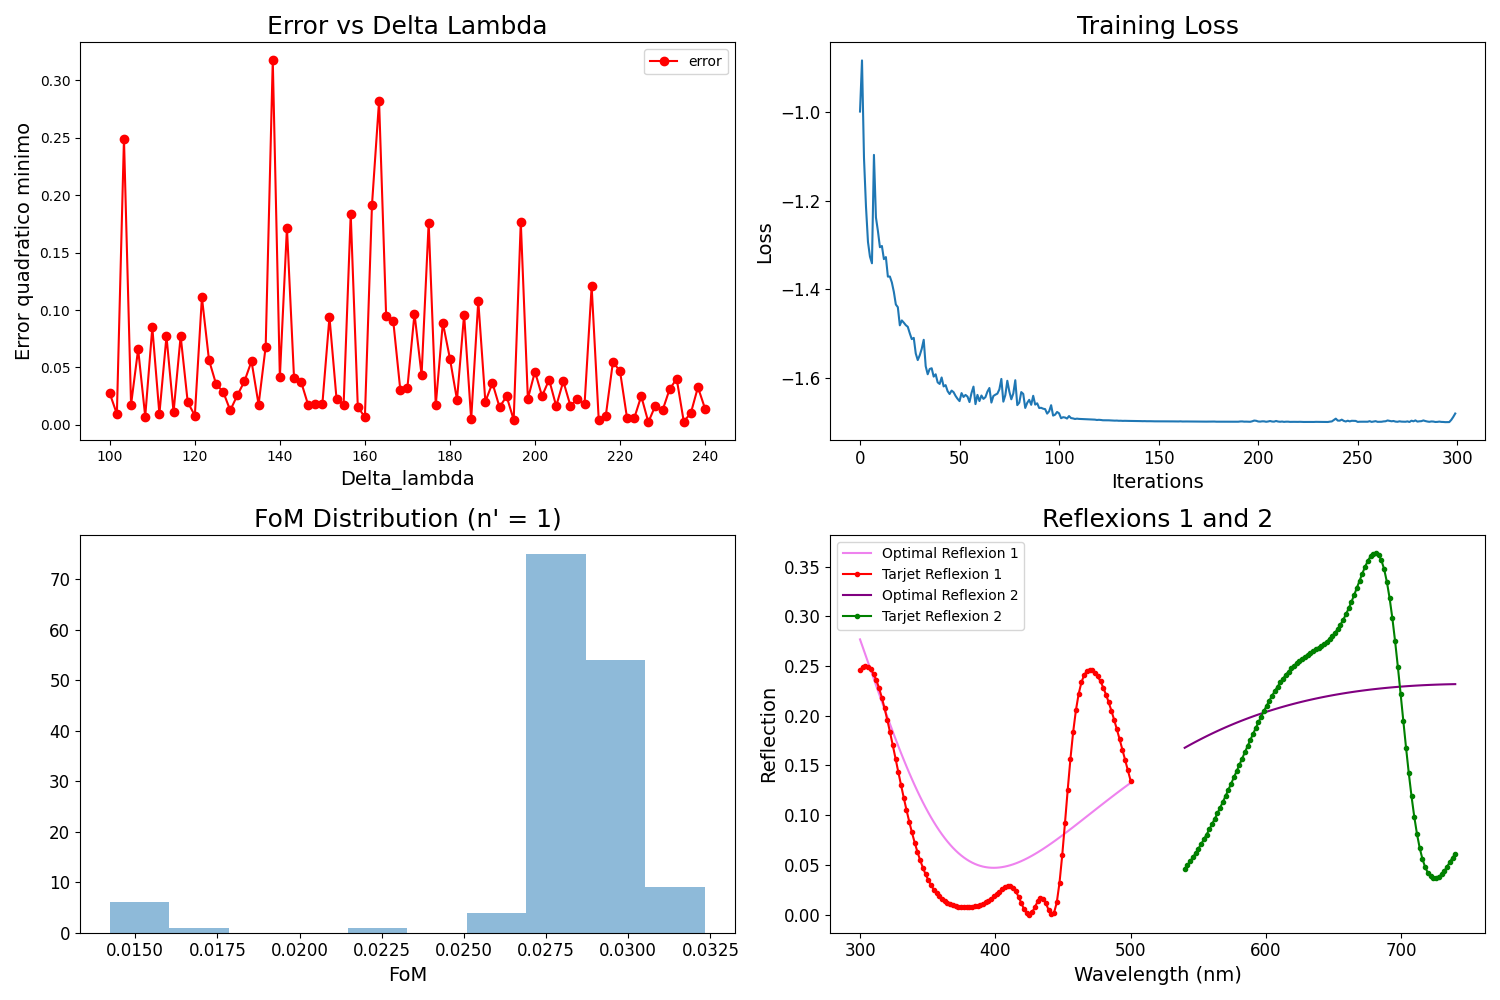 Error vs Delta Lambda
error
Error quadratico minimo
0.30
0.25
0.20
0.15
0.10
0.05
0.00
100 120 140 160 180 200 220 240
Delta_lambda
Training Loss
Loss
−1.0
−1.2
−1.4
−1.6
0 50 100 150 200 250 300
Iterations
FoM Distribution (n' = 1)
70
60
50
40
30
20
10
0
0.0150 0.0175 0.0200 0.0225 0.0250 0.0275 0.0300 0.0325
FoM
Reflexions 1 and 2
Optimal Reflexion 1
Tarjet Reflexion 1
Optimal Reflexion 2
Tarjet Reflexion 2
Reflection
0.35
0.30
0.25
0.20
0.15
0.10
0.05
0.00
300 400 500 600 700
Wavelength (nm)